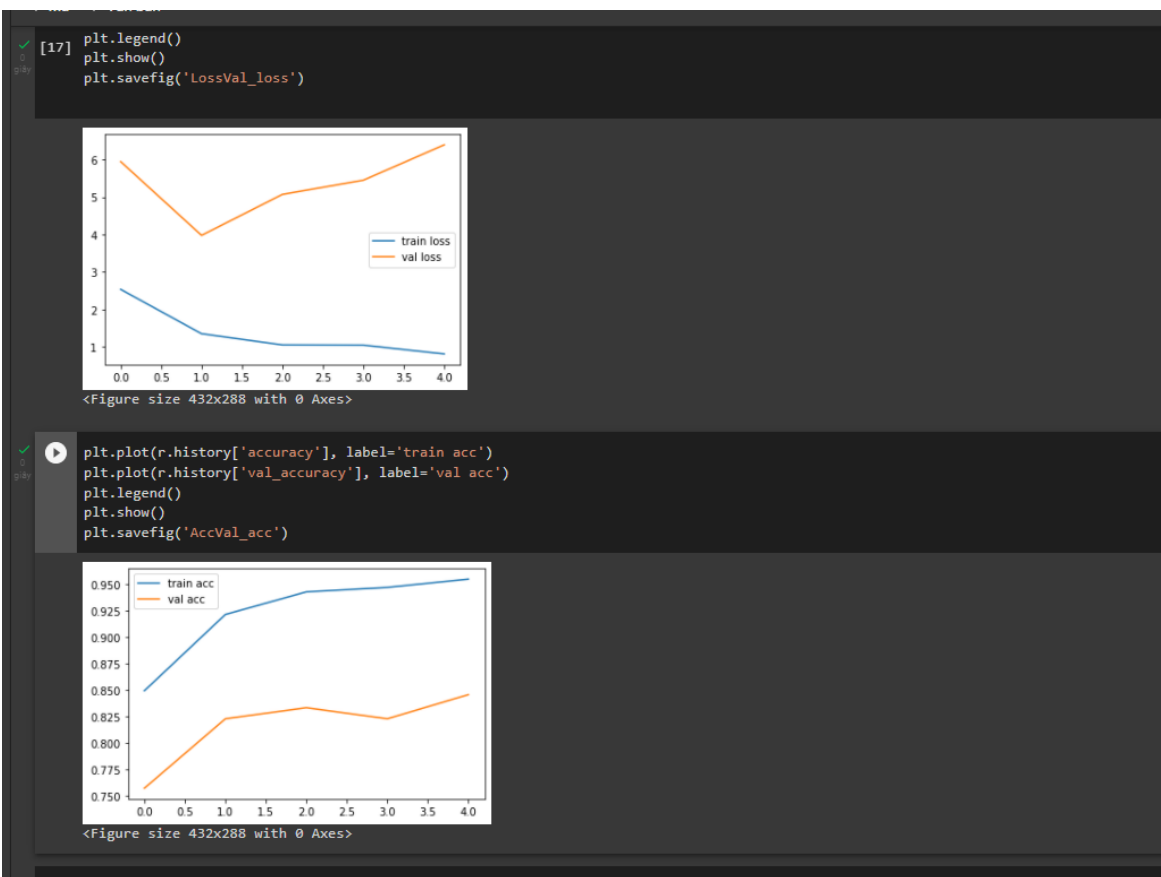 [17]
plt.legend()
plt.show()
plt.savefig('LossVal_loss')
6
5
4
3
2
1
train loss
val loss
0.0 0.5 1.0 1.5 2.0 2.5 3.0 3.5 4.0
<Figure size 432x288 with 0 Axes>
plt.plot(r.history['accuracy'], label='train acc')
plt.plot(r.history['val_accuracy'], label='val acc')
plt.legend()
plt.show()
plt.savefig('AccVal_acc')
0.950
0.925
0.900
0.875
0.850
0.825
0.800
0.775
0.750
train acc
val acc
0.0 0.5 1.0 1.5 2.0 2.5 3.0 3.5 4.0
<Figure size 432x288 with 0 Axes>